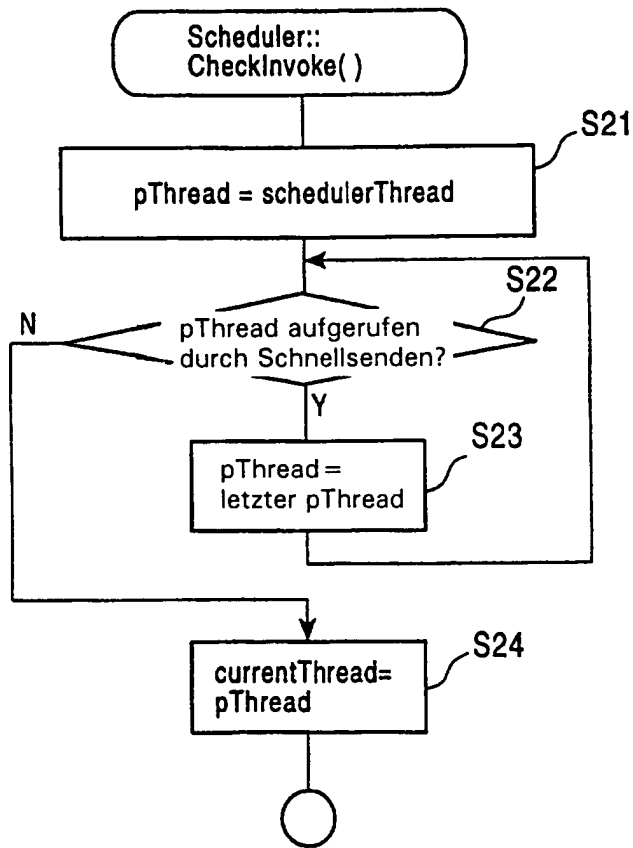 Scheduler::
CheckInvoke( )
S21
pThread = schedulerThread
S22
N
pThread aufgerufen
durch Schnellsenden?
Y
S23
pThread =
letzter pThread
S24
currentThread=
pThread